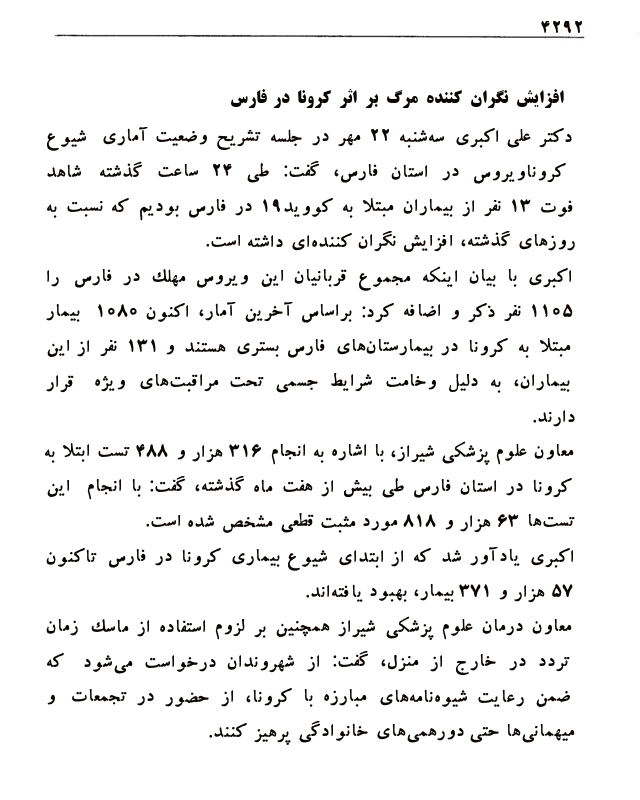 ۴۲۹۲
افزایش نگران کننده مرگ بر اثر کرونا در فارس
دکتر علی اکبری سه‌شنبه ۲۲ مهر در جلسه تشریح وضعیت آماری شیوع
کروناویروس در استان فارس، گفت: طی ۲۴ ساعت گذشته شاهد
فوت ۱۳ نفر از بیماران مبتلا به کووید۱۹ در فارس بودیم که نسبت به
روزهای گذشته، افزایش نگران کننده‌ای داشته است.
اکبری با بیان اینکه مجموع قربانیان این ویروس مهلک در فارس را
۱۱۰۵ نفر ذکر و اضافه کرد: براساس آخرین آمار، اکنون ۱۰۸۰ بیمار
مبتلا به کرونا در بیمارستان‌های فارس بستری هستند و ۱۳۱ نفر از این
بیماران، به دلیل وخامت شرایط جسمی تحت مراقبت‌های ویژه قرار
دارند.
معاون علوم پزشکی شیراز، با اشاره به انجام ۳۱۶ هزار و ۴۸۸ تست ابتلا به
کرونا در استان فارس طی بیش از هفت ماه گذشته، گفت: با انجام این
تست‌ها ۶۳ هزار و ۸۱۸ مورد مثبت قطعی مشخص شده است.
اکبری یادآور شد که از ابتدای شیوع بیماری کرونا در فارس تاکنون
۵۷ هزار و ۳۷۱ بیمار، بهبود یافته‌اند.
معاون درمان علوم پزشکی شیراز همچنین بر لزوم استفاده از ماسک زمان
تردد در خارج از منزل، گفت: از شهروندان درخواست می‌شود که
ضمن رعایت شیوه‌نامه‌های مبارزه با کرونا، از حضور در تجمعات و
میهمانی‌ها حتی دورهمی‌های خانوادگی پرهیز کنند.